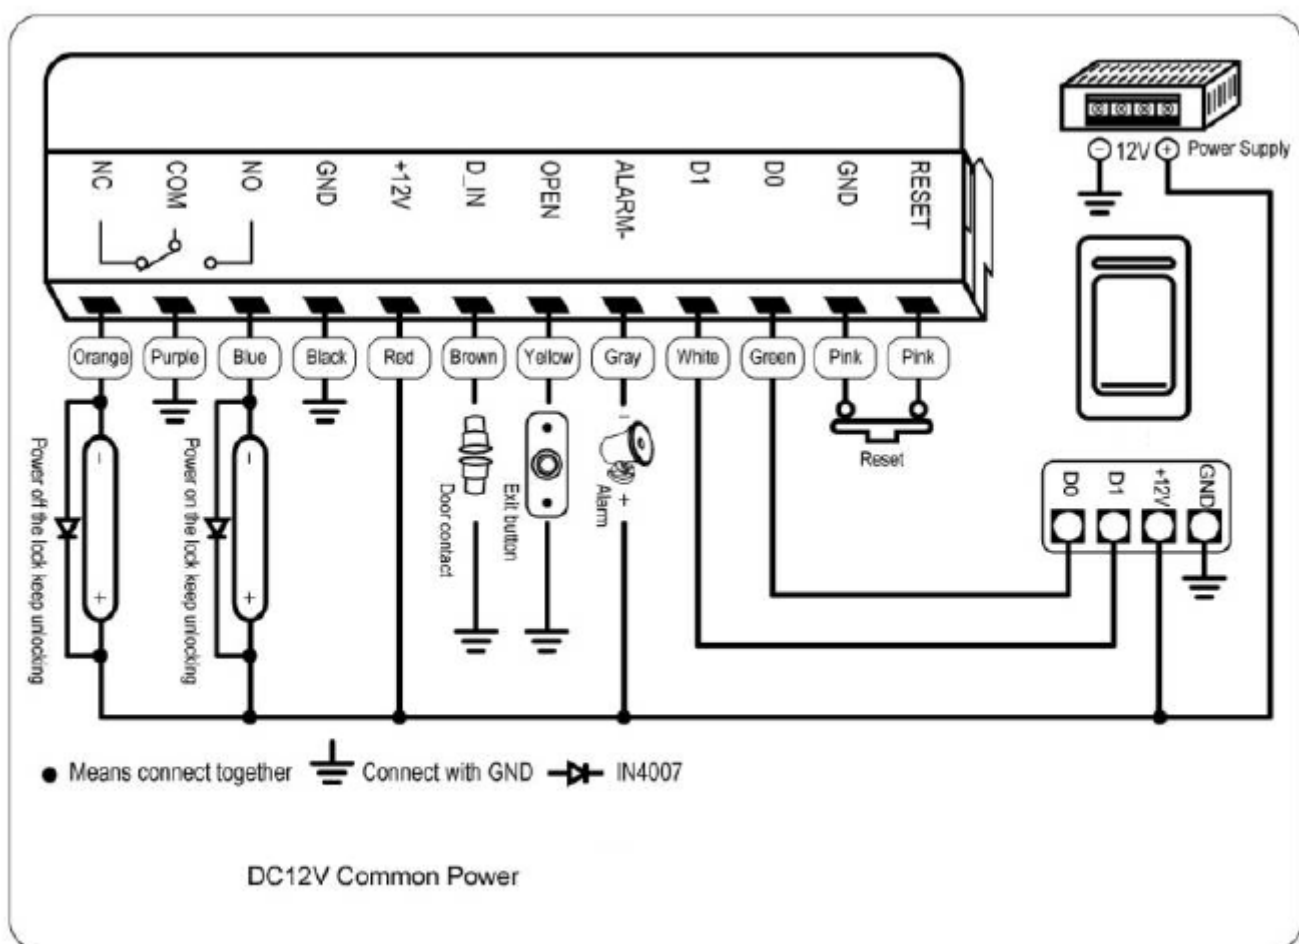 12V Power Supply
NC COM NO GND +12V D_IN OPEN ALARM- D1 D0 GND RESET
Orange Purple Blue Black Red Brown Yellow Gray White Green Pink Pink
Power off the lock keep unlocking
Power on the lock keep unlocking
Door contact
Exit button
Alarm
Reset
D0 D1 +12V GND
Means connect together Connect with GND IN4007
DC12V Common Power